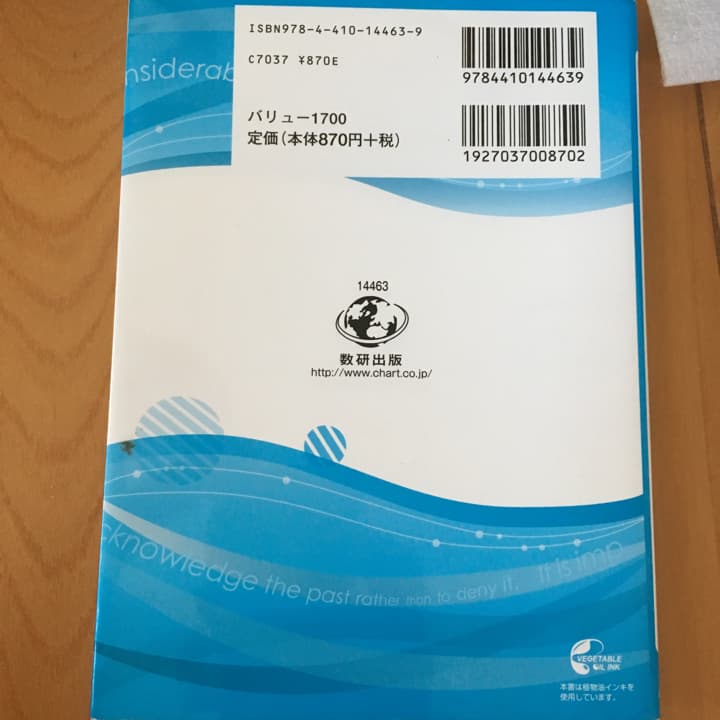 ISBN978-4-410-14463-9
C7037 ¥870E
9784410144639
バリュー1700
定価(本体870円+税)
1927037008702
nsiderab
14463
数研出版
http://www.chart.co.jp/
cknowledge the past rather than to deny it. It is imp
VEGETABLE
OIL INK
本書は植物油インキを
使用しています。